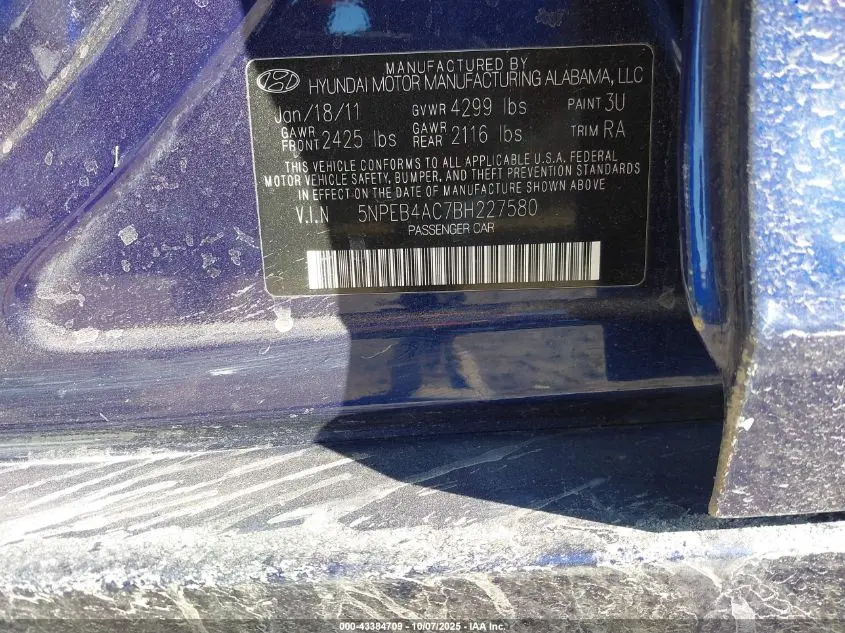 MANUFACTURED BY
HYUNDAI MOTOR MANUFACTURING ALABAMA, LLC
Jan/18/11 GVWR 4299 lbs PAINT 3U
GAWR FRONT 2425 lbs GAWR REAR 2116 lbs TRIM RA
THIS VEHICLE CONFORMS TO ALL APPLICABLE U.S.A. FEDERAL
MOTOR VEHICLE SAFETY, BUMPER, AND THEFT PREVENTION STANDARDS
IN EFFECT ON THE DATE OF MANUFACTURE SHOWN ABOVE
V.I.N 5NPEB4AC7BH227580
PASSENGER CAR
000-43384709 - 10/07/2025 - IAA Inc.